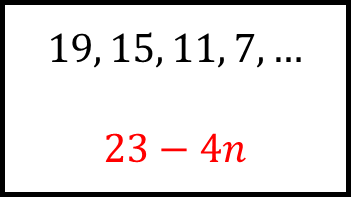 19, 15, 11, 7, …
23 − 4n